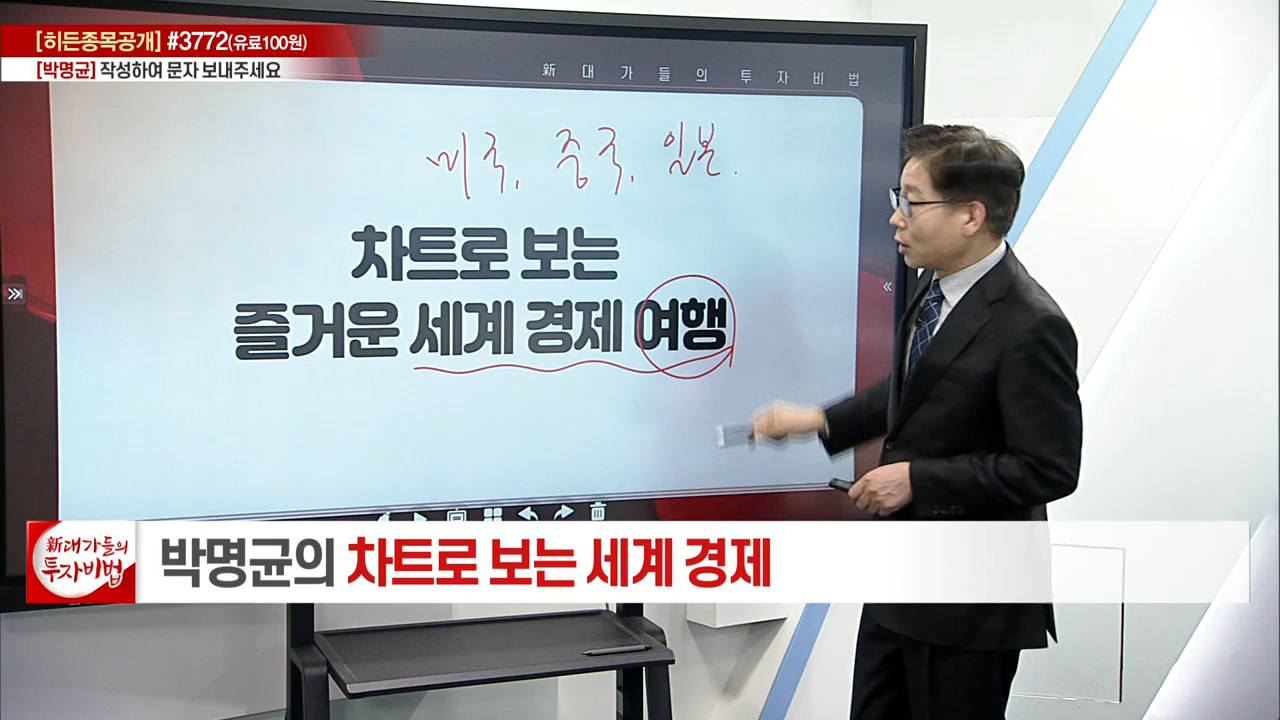 [히든종목공개] #3772(유료100원)
[박명균] 작성하여 문자 보내주세요
新대가들의 투자비법
미국, 중국, 일본.
차트로 보는
즐거운 세계 경제 여행
新대가들의
투자비법
박명균의 차트로 보는 세계 경제